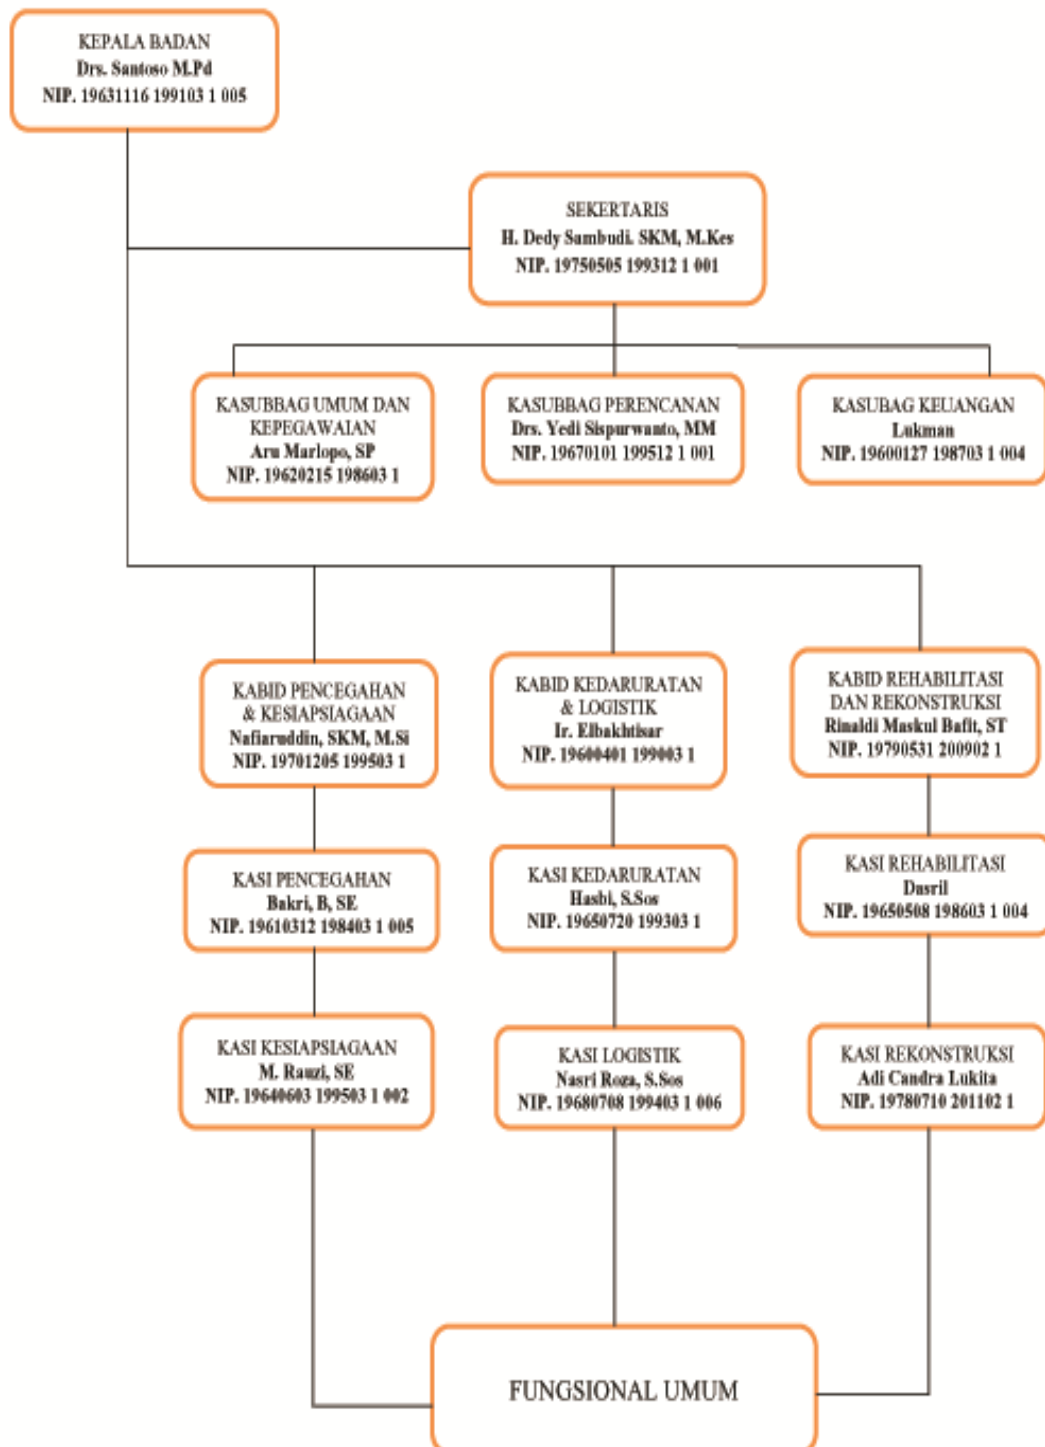 KEPALA BADAN
Drs. Santoso M.Pd
NIP. 19631116 199103 1 005
SEKERTARIS
H. Dedy Sambudi. SKM, M.Kes
NIP. 19750505 199312 1 001
KASUBBAG UMUM DAN
KEPEGAWAIAN
Aru Marlopo, SP
NIP. 19620215 198603 1
KASUBBAG PERENCANAN
Drs. Yedi Sispurwanto, MM
NIP. 19670101 199512 1 001
KASUBAG KEUANGAN
Lukman
NIP. 19600127 198703 1 004
KABID PENCEGAHAN
& KESIAPSIAGAAN
Nafiaruddin, SKM, M.Si
NIP. 19701205 199503 1
KABID KEDARURATAN
& LOGISTIK
Ir. Elbakhtisar
NIP. 19600401 199003 1
KABID REHABILITASI
DAN REKONSTRUKSI
Rinaldi Maskul Bafit, ST
NIP. 19790531 200902 1
KASI PENCEGAHAN
Bakri, B, SE
NIP. 19610312 198403 1 005
KASI KEDARURATAN
Hasbi, S.Sos
NIP. 19650720 199303 1
KASI REHABILITASI
Dasril
NIP. 19650508 198603 1 004
KASI KESIAPSIAGAAN
M. Rauzi, SE
NIP. 19640603 199503 1 002
KASI LOGISTIK
Nasri Roza, S.Sos
NIP. 19680708 199403 1 006
KASI REKONSTRUKSI
Adi Candra Lukita
NIP. 19780710 201102 1
FUNGSIONAL UMUM